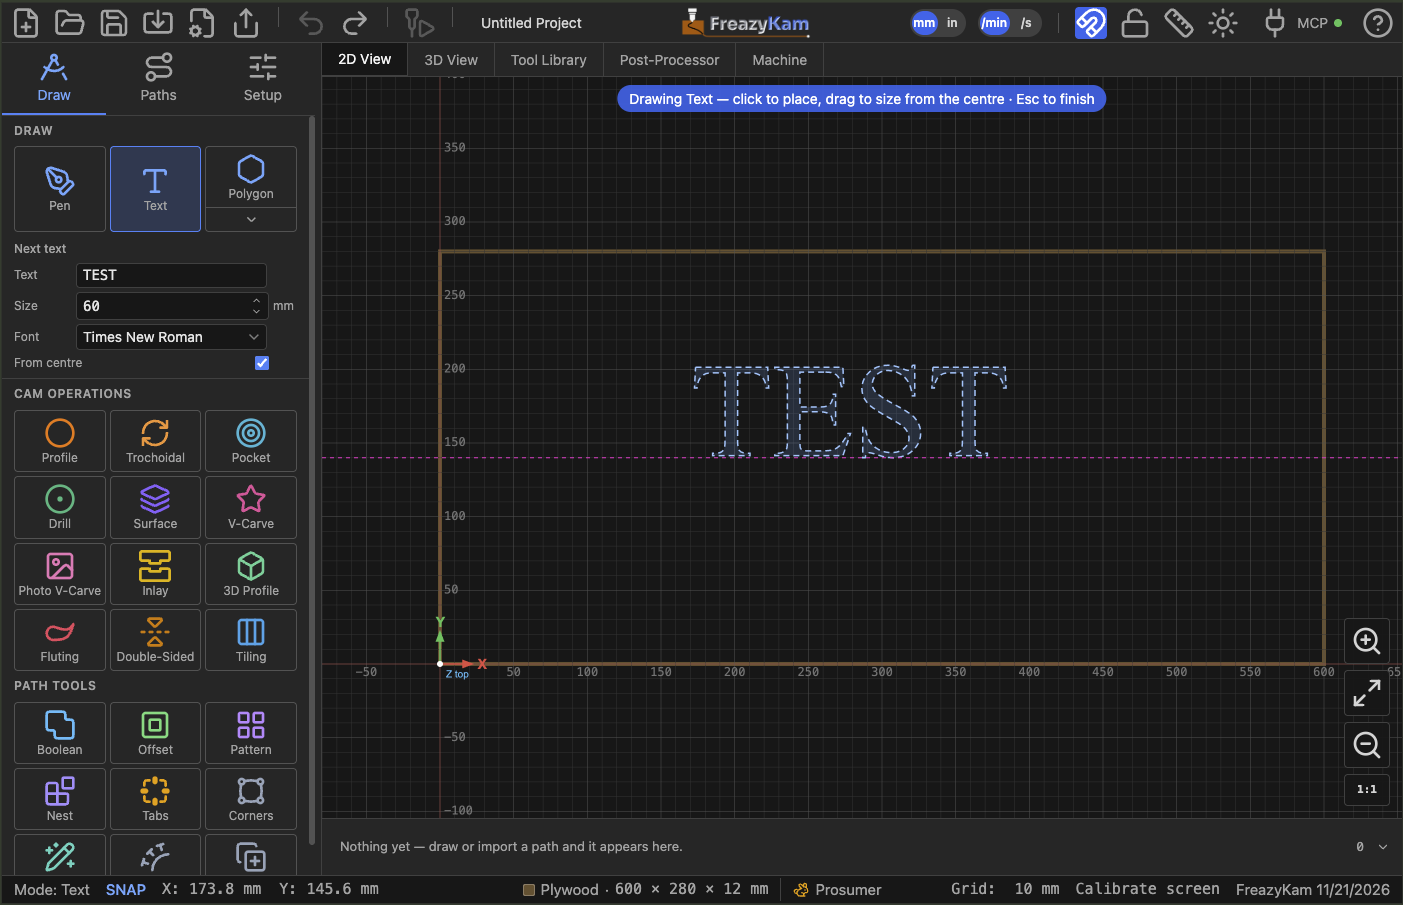 Untitled Project
FreazyKam
mm in
/min /s
MCP
Draw
Paths
Setup
2D View
3D View
Tool Library
Post-Processor
Machine
Drawing Text — click to place, drag to size from the centre · Esc to finish
DRAW
Pen
Text
Polygon
Next text
Text TEST
Size 60 mm
Font Times New Roman
From centre
CAM OPERATIONS
Profile
Trochoidal
Pocket
Drill
Surface
V-Carve
Photo V-Carve
Inlay
3D Profile
Fluting
Double-Sided
Tiling
PATH TOOLS
Boolean
Offset
Pattern
Nest
Tabs
Corners
350
300
250
200
150
100
50
−50
−100
TEST
Y
X
Z top
−50 50 100 150 200 250 300 350 400 450 500 550 600
1:1
Nothing yet — draw or import a path and it appears here.
0
Mode: Text SNAP X: 173.8 mm Y: 145.6 mm
Plywood · 600 × 280 × 12 mm
Prosumer
Grid: 10 mm Calibrate screen FreazyKam 11/21/2026